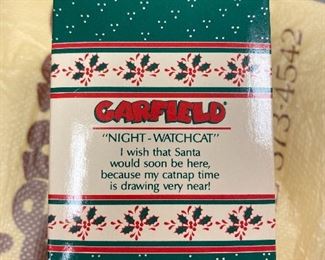 GARFIELD®
"NIGHT-WATCHCAT"
I wish that Santa
would soon be here,
because my catnap time
is drawing very near!
573-4542